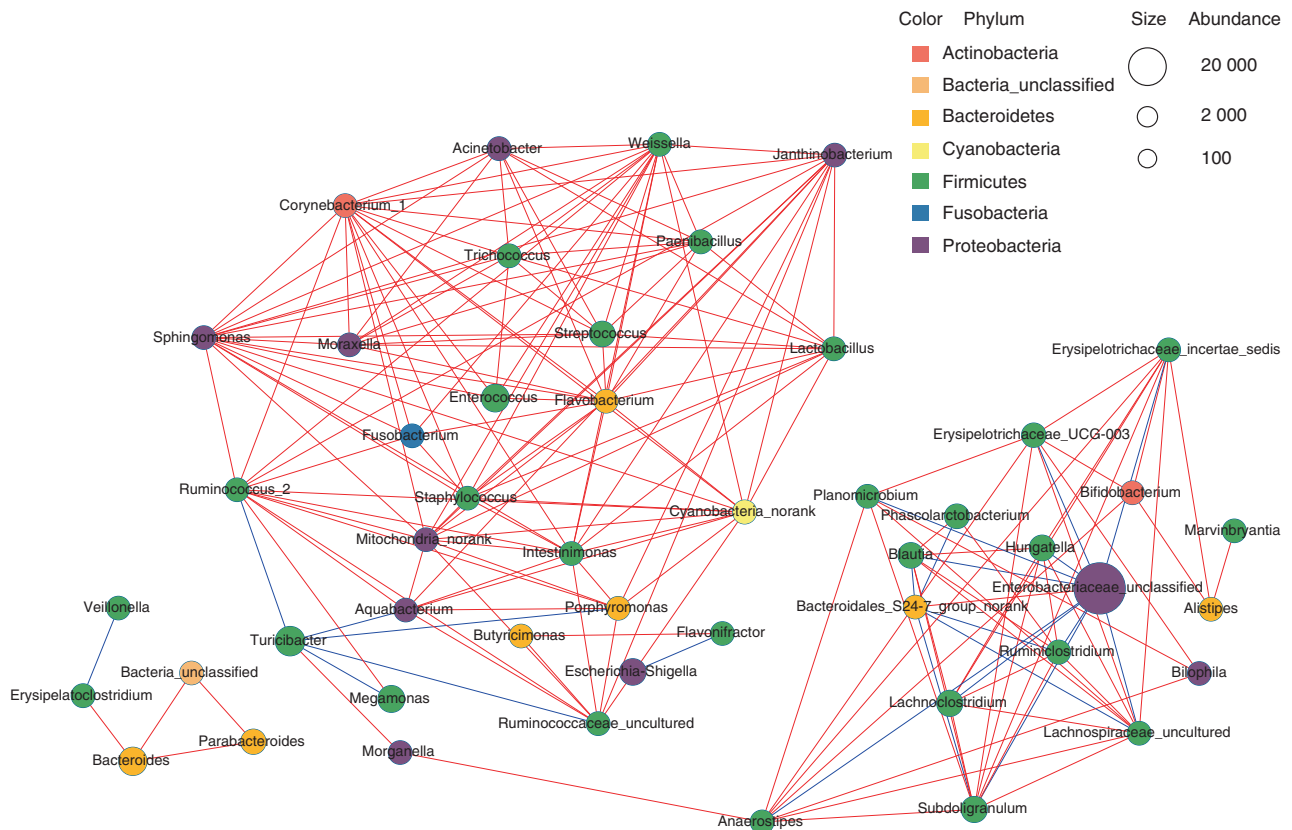 Color Phylum Size Abundance
Actinobacteria
20 000
Bacteria_unclassified
Bacteroidetes
2 000
Cyanobacteria
100
Firmicutes
Fusobacteria
Proteobacteria
Acinetobacter
Weissella
Janthinobacterium
Corynebacterium_1
Trichococcus
Paenibacillus
Sphingomonas
Moraxella
Streptococcus
Lactobacillus
Erysipelotrichaceae_incertae_sedis
Enterococcus
Flavobacterium
Fusobacterium
Erysipelotrichaceae_UCG-003
Ruminococcus_2
Staphylococcus
Cyanobacteria_norank
Planomicrobium
Bifidobacterium
Phascolarctobacterium
Marvinbryantia
Mitochondria_norank
Intestinimonas
Blautia
Hungatella
Enterobacteriaceae_unclassified
Veillonella
Aquabacterium
Porphyromonas
Bacteroidales_S24-7_group_norank
Alistipes
Turicibacter
Butyricimonas
Flavonifractor
Ruminiclostridium
Bacteria_unclassified
Escherichia-Shigella
Bilophila
Erysipelatoclostridium
Megamonas
Lachnoclostridium
Ruminococcaceae_uncultured
Lachnospiraceae_uncultured
Parabacteroides
Bacteroides
Morganella
Subdoligranulum
Anaerostipes